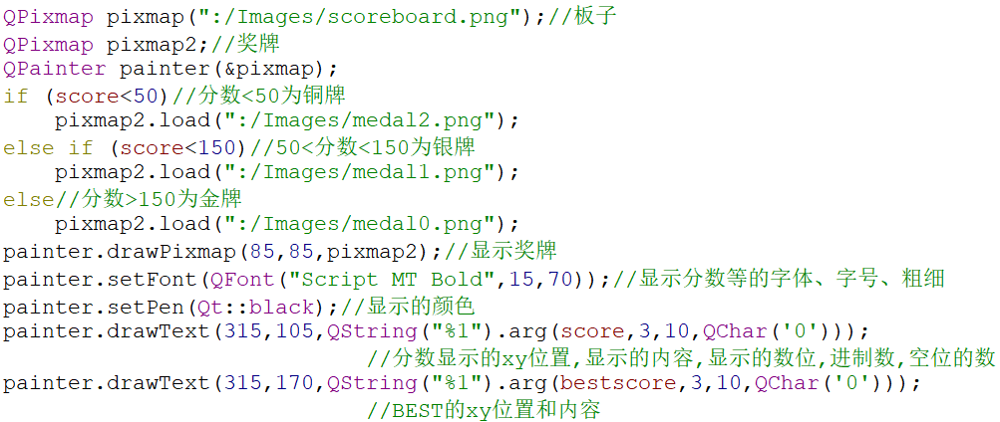 QPixmap pixmap(":/Images/scoreboard.png");//板子
QPixmap pixmap2;//奖牌
QPainter painter(&pixmap);
if (score<50)//分数<50为铜牌
    pixmap2.load(":/Images/medal2.png");
else if (score<150)//50<分数<150为银牌
    pixmap2.load(":/Images/medal1.png");
else//分数>150为金牌
    pixmap2.load(":/Images/medal0.png");
painter.drawPixmap(85,85,pixmap2);//显示奖牌
painter.setFont(QFont("Script MT Bold",15,70));//显示分数等的字体、字号、粗细
painter.setPen(Qt::black);//显示的颜色
painter.drawText(315,105,QString("%1").arg(score,3,10,QChar('0')));
//分数显示的xy位置,显示的内容,显示的数位,进制数,空位的数
painter.drawText(315,170,QString("%1").arg(bestscore,3,10,QChar('0')));
//BEST的xy位置和内容